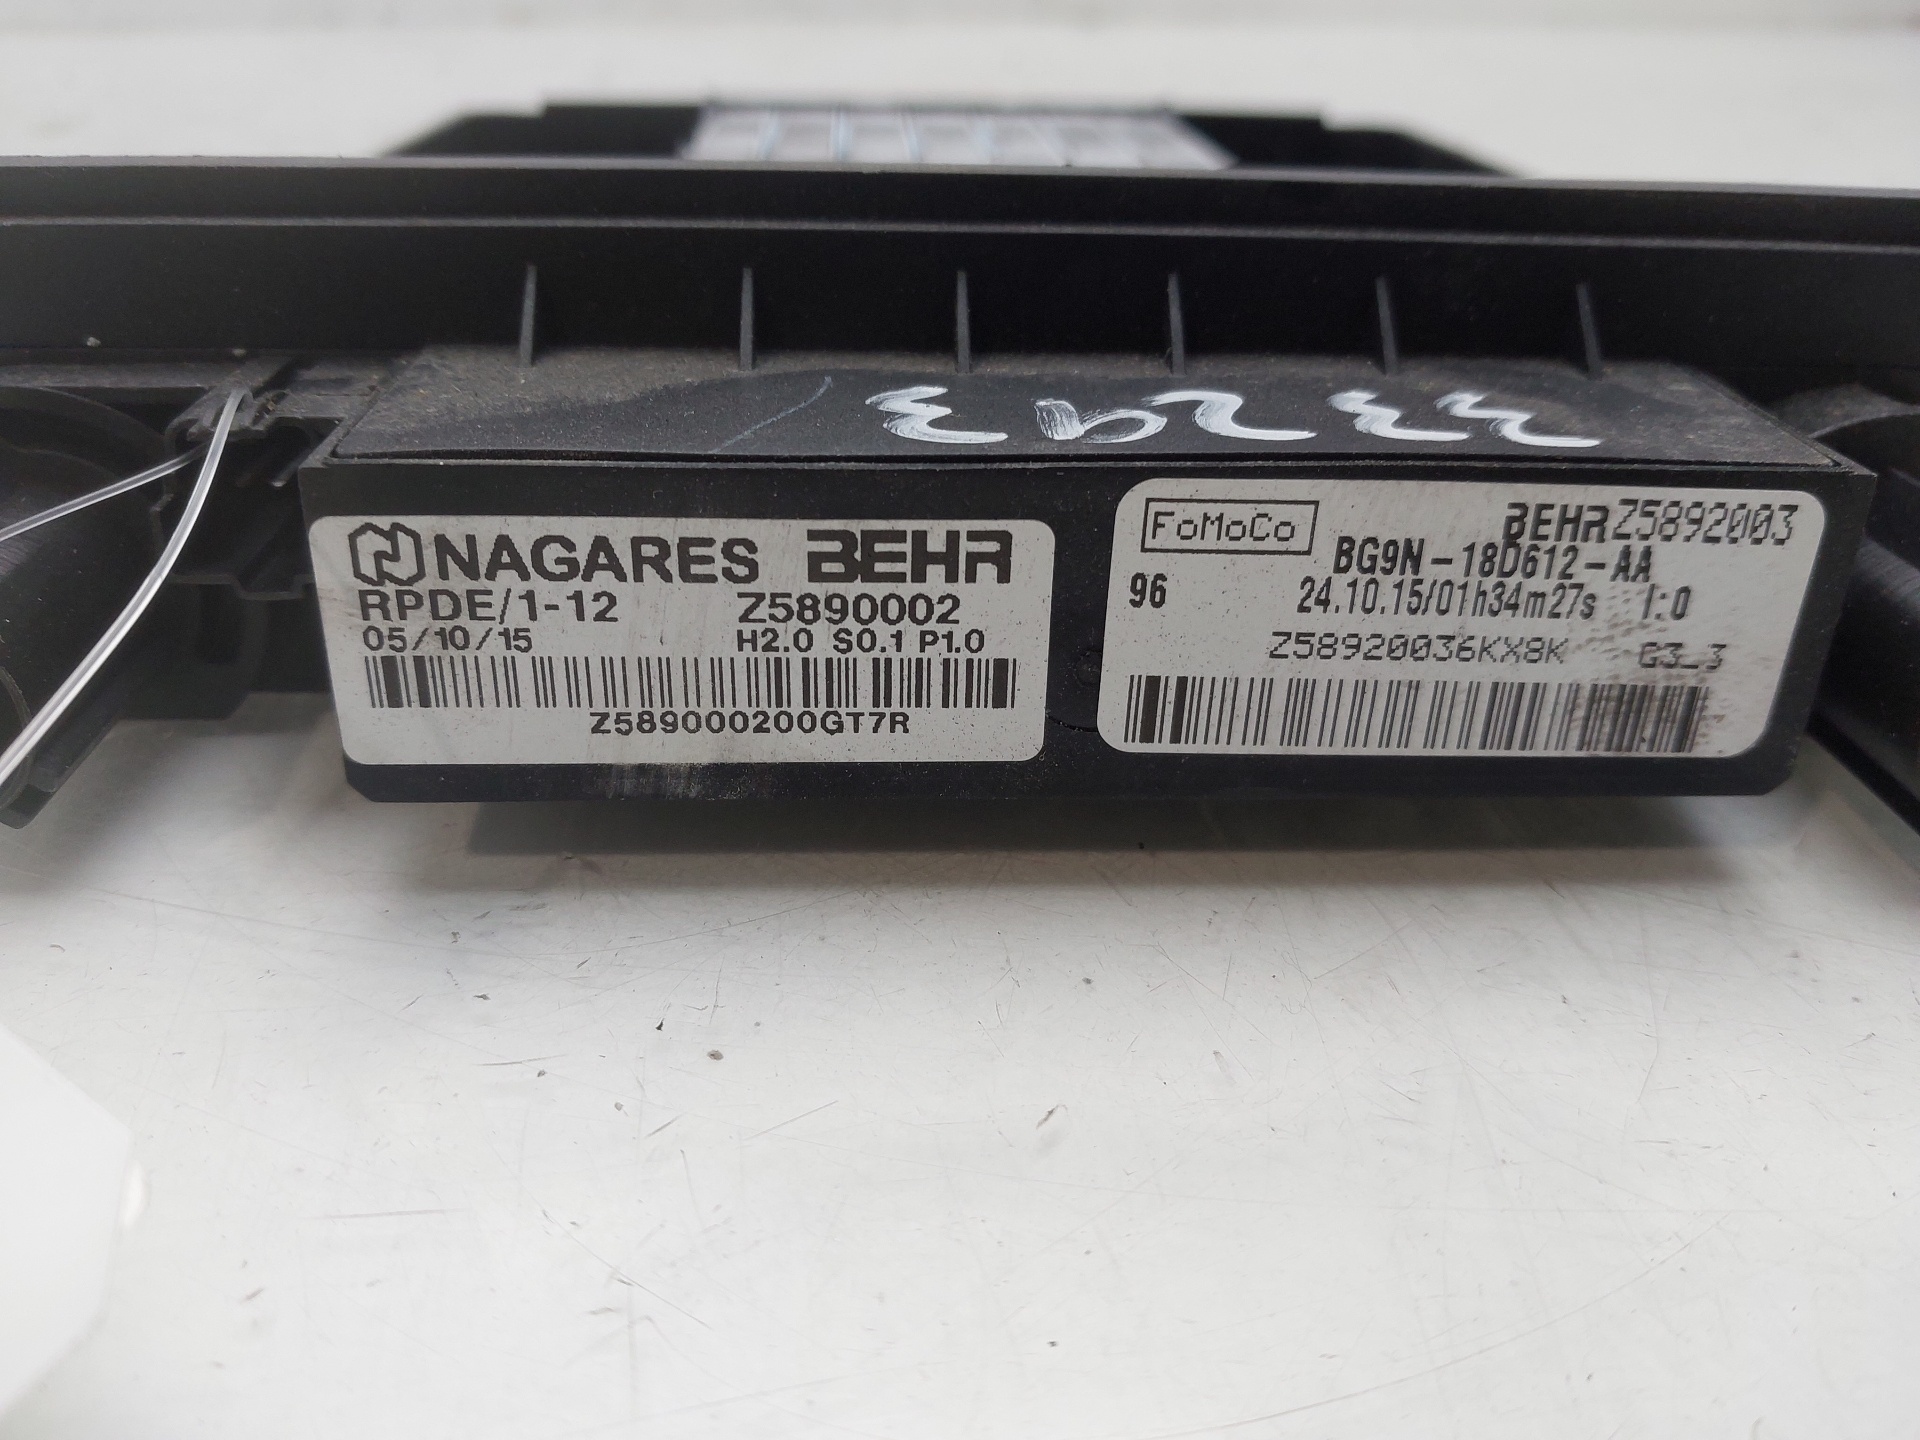 33293
NAGARES BEHR
RPDE/1-12 Z5890002
05/10/15 H2.0 S0.1 P1.0
Z589000200GT7R
FoMoCo BEHR Z5892003
BG9N-18D612-AA
96 24.10.15/01h34m27s I:0
Z58920036KX8K G3_3